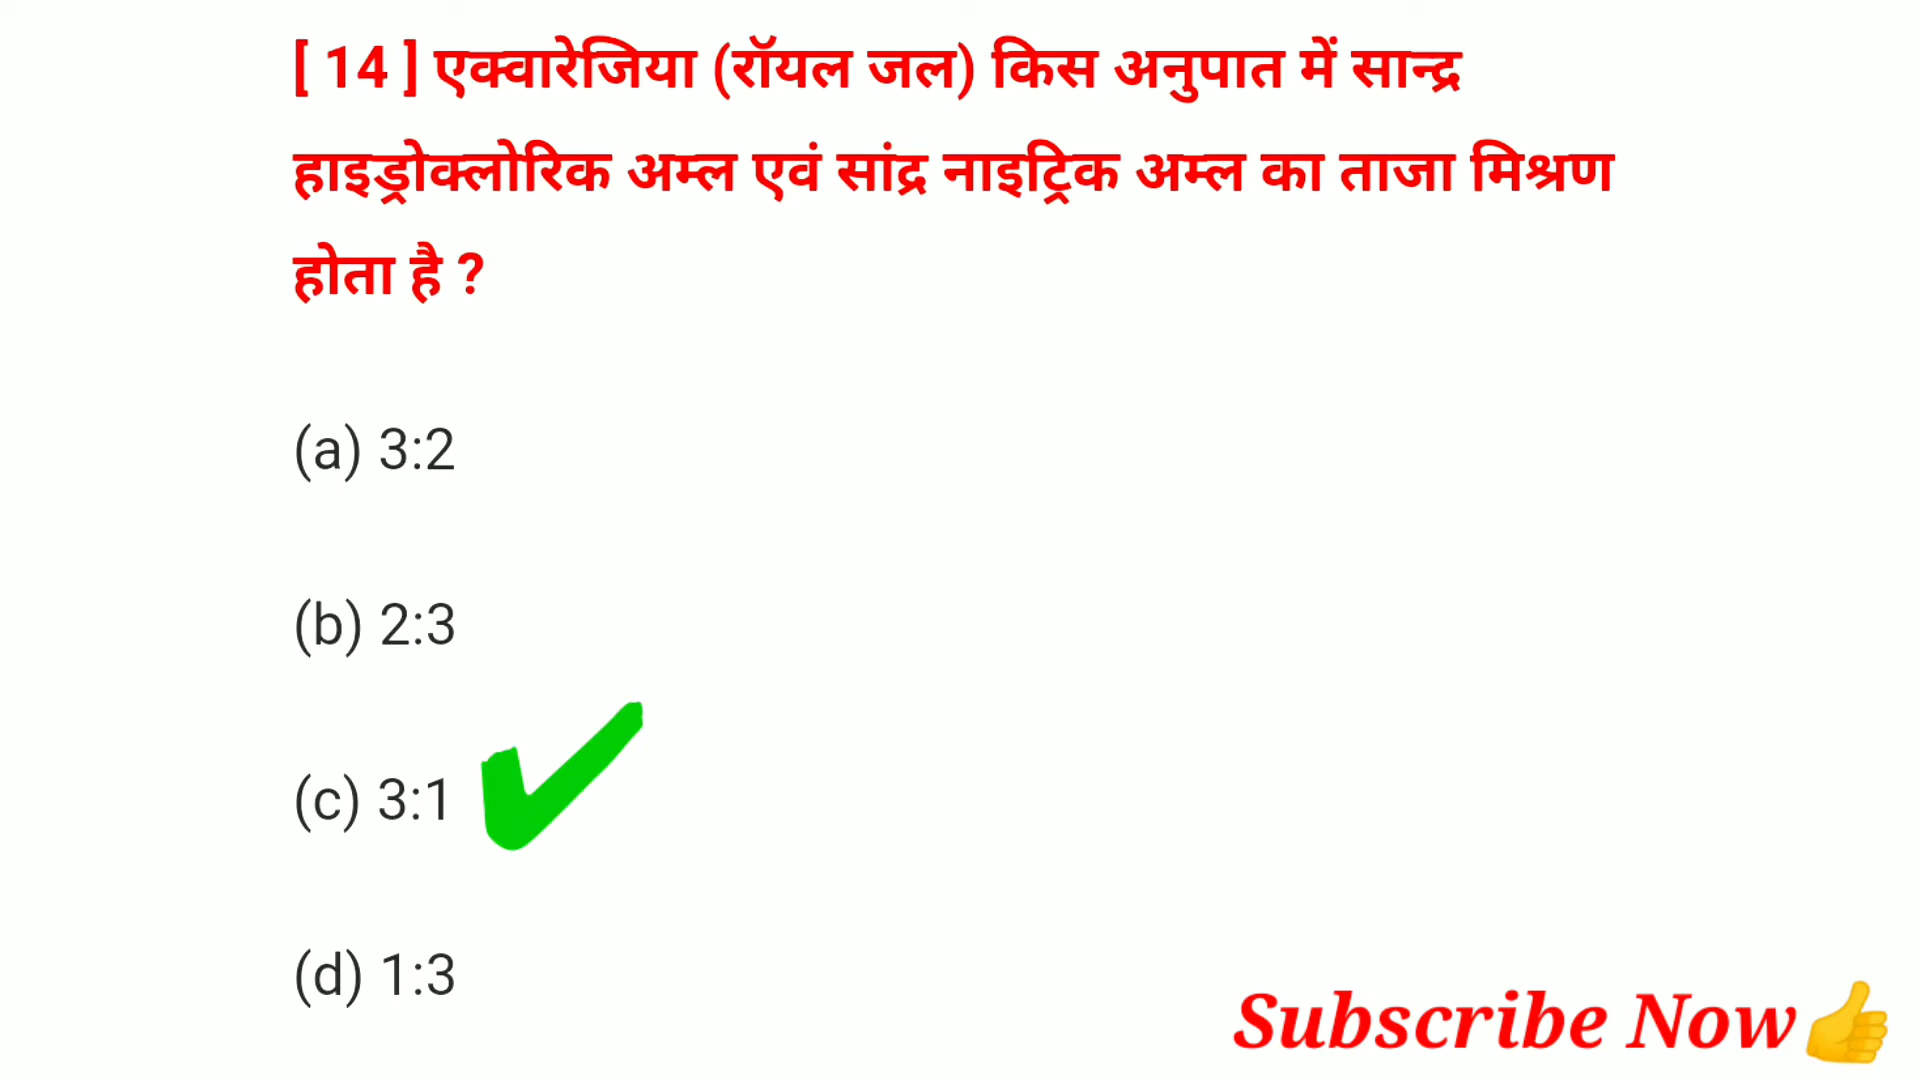 [ 14 ] एक्वारेजिया (रॉयल जल) किस अनुपात में सान्द्र
हाइड्रोक्लोरिक अम्ल एवं सांद्र नाइट्रिक अम्ल का ताजा मिश्रण
होता है ?
(a) 3:2
(b) 2:3
(c) 3:1
(d) 1:3
Subscribe Now